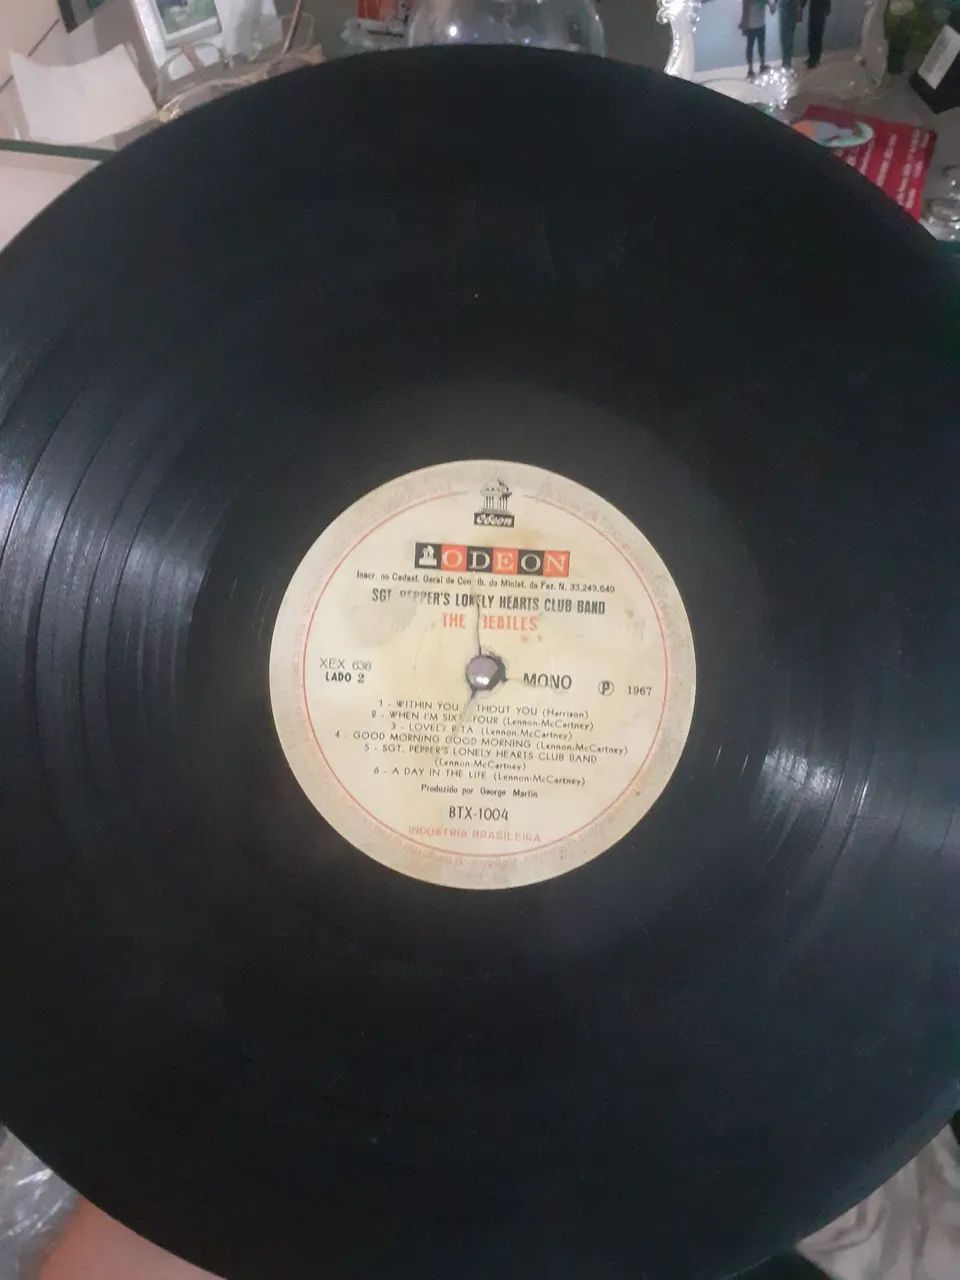 Odeon
ODEON
Inscr. no Cadast. Geral de Contrib. do Minist. da Faz. N. 33.249.640
SGT. PEPPER'S LONELY HEARTS CLUB BAND
THE BEATLES
XEX 638
LADO 2
MONO
P 1967
1 - WITHIN YOU THOUT YOU (Harrison)
2 - WHEN I'M SIXT FOUR (Lennon-McCartney)
3 - LOVELY RITA (Lennon-McCartney)
4 - GOOD MORNING GOOD MORNING (Lennon-McCartney)
5 - SGT. PEPPER'S LONELY HEARTS CLUB BAND
(Lennon-McCartney)
6 - A DAY IN THE LIFE (Lennon-McCartney)
Produzido por George Martin
BTX-1004
INDÚSTRIA BRASILEIRA